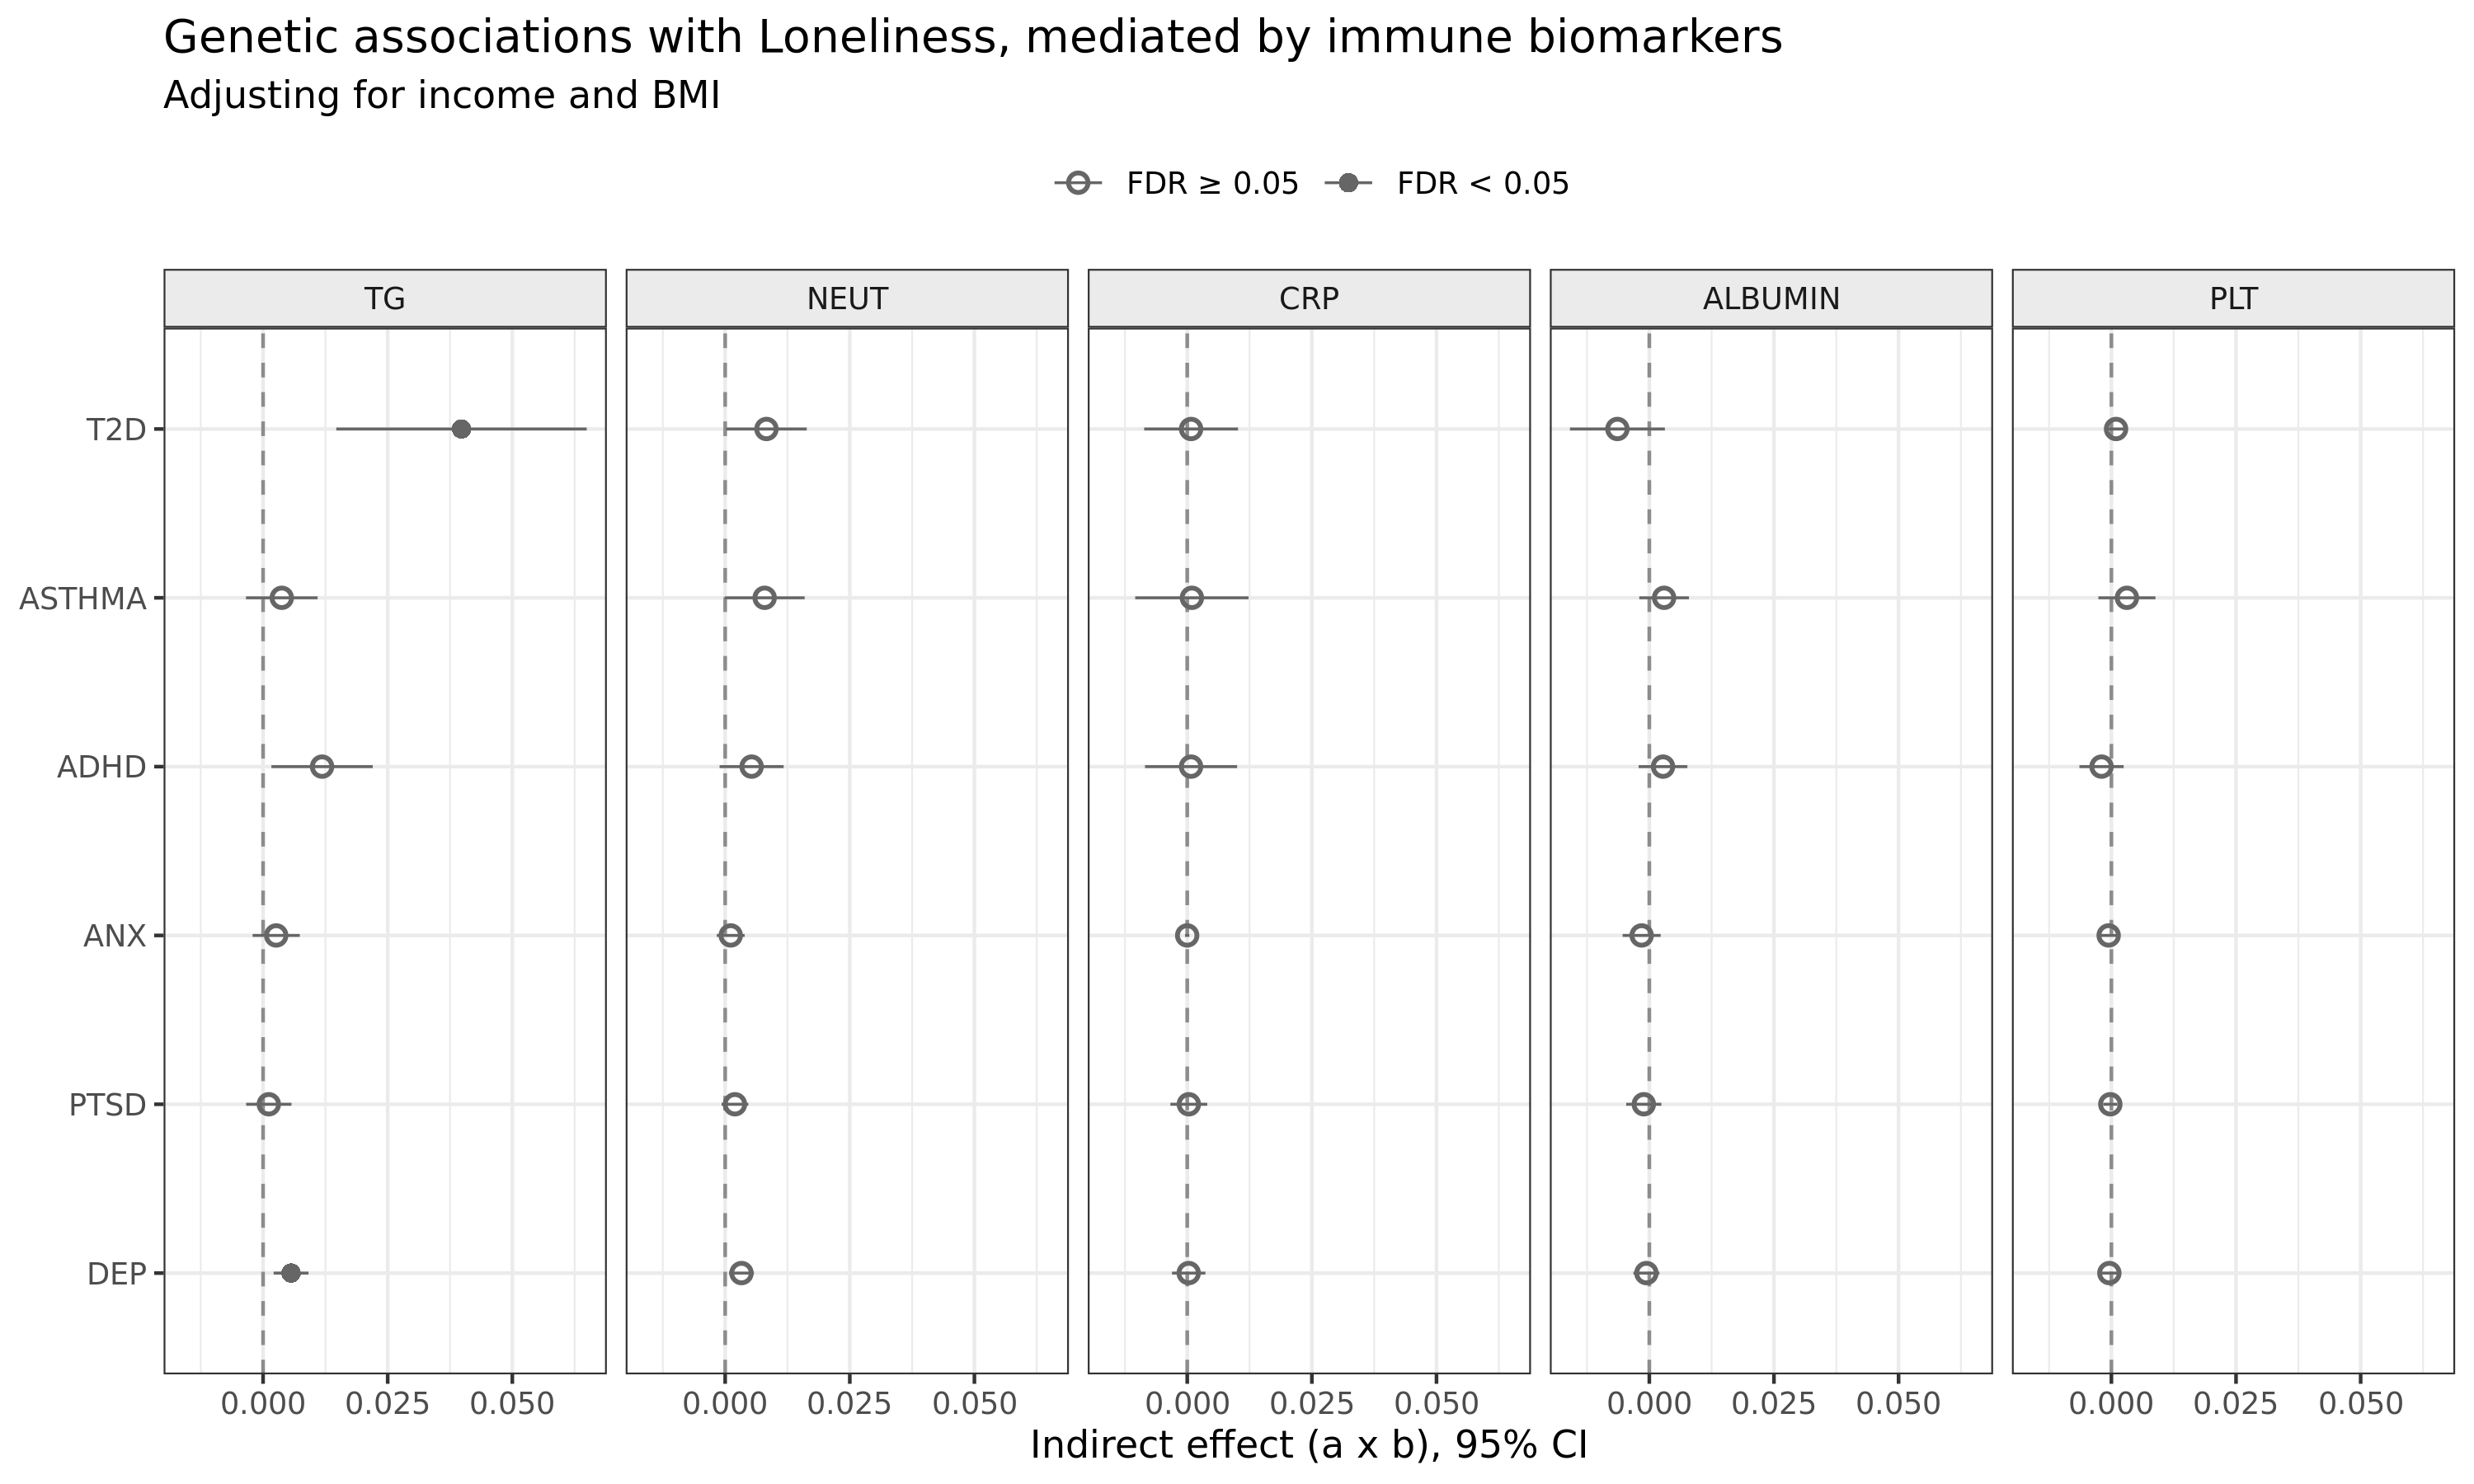 Genetic associations with Loneliness, mediated by immune biomarkers
Adjusting for income and BMI
FDR ≥ 0.05 FDR < 0.05
TG NEUT CRP ALBUMIN PLT
T2D
ASTHMA
ADHD
ANX
PTSD
DEP
0.000 0.025 0.050 0.000 0.025 0.050 0.000 0.025 0.050 0.000 0.025 0.050 0.000 0.025 0.050
Indirect effect (a x b), 95% CI